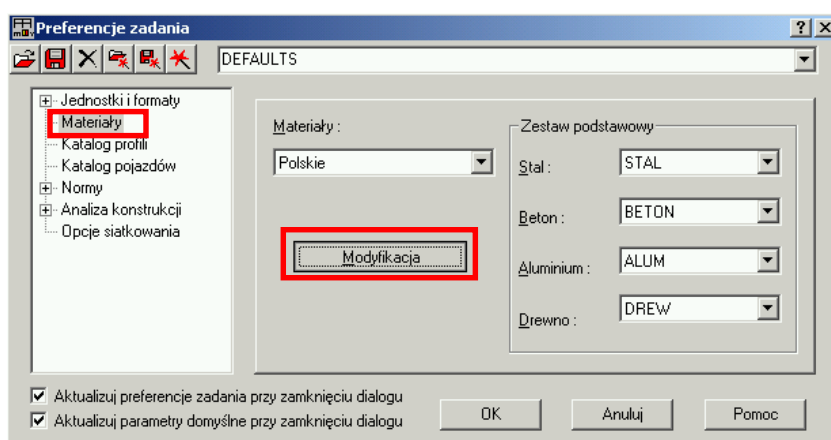 Preferencje zadania
DEFAULTS
Jednostki i formaty
Materiały
Katalog profili
Katalog pojazdów
Normy
Analiza konstrukcji
Opcje siatkowania
Materiały :
Polskie
Modyfikacja
Zestaw podstawowy
Stal :
STAL
Beton :
BETON
Aluminium :
ALUM
Drewno :
DREW
Aktualizuj preferencje zadania przy zamknięciu dialogu
Aktualizuj parametry domyślne przy zamknięciu dialogu
OK
Anuluj
Pomoc